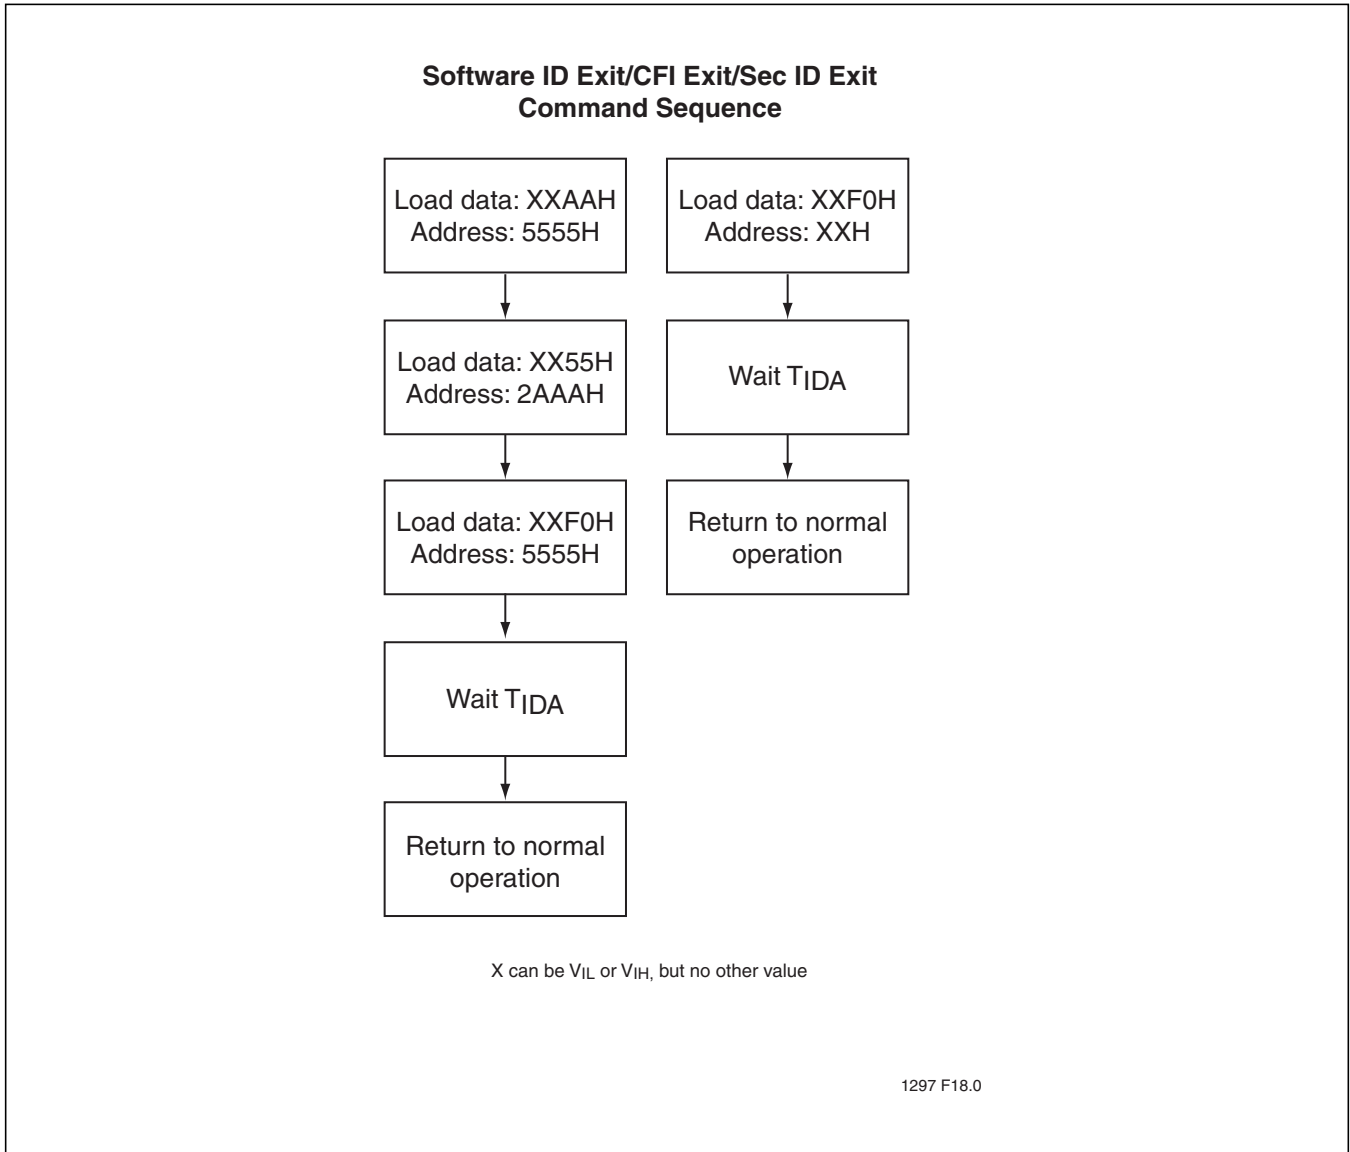 Software ID Exit/CFI Exit/Sec ID Exit
Command Sequence
Load data: XXAAH
Address: 5555H
Load data: XX55H
Address: 2AAAH
Load data: XXF0H
Address: 5555H
Wait TIDA
Return to normal
operation
Load data: XXF0H
Address: XXH
Wait TIDA
Return to normal
operation
X can be VIL or VIH, but no other value
1297 F18.0